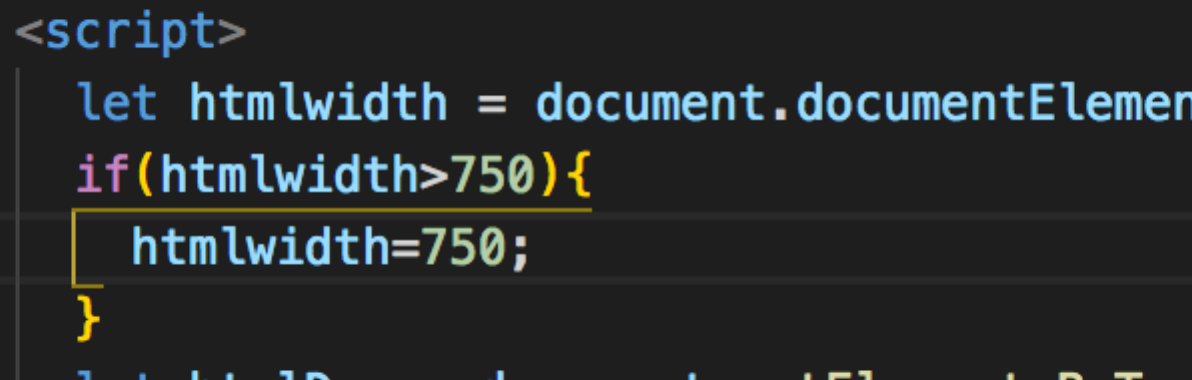 <script>
let htmlwidth = document.documentElemen
if(htmlwidth>750){
htmlwidth=750;
}